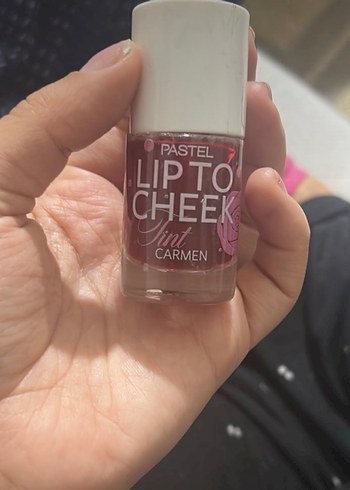 PASTEL
LIP TO
CHEEK
Tint
CARMEN